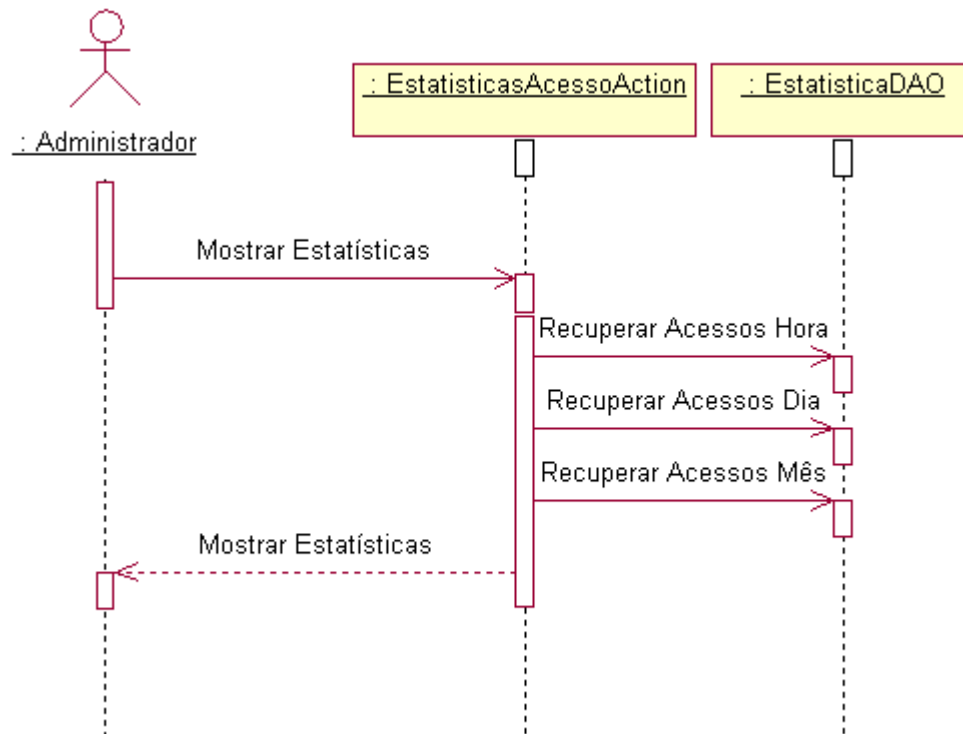 : EstatisticasAcessoAction
: EstatisticaDAO
: Administrador
Mostrar Estatísticas
Recuperar Acessos Hora
Recuperar Acessos Dia
Recuperar Acessos Mês
Mostrar Estatísticas